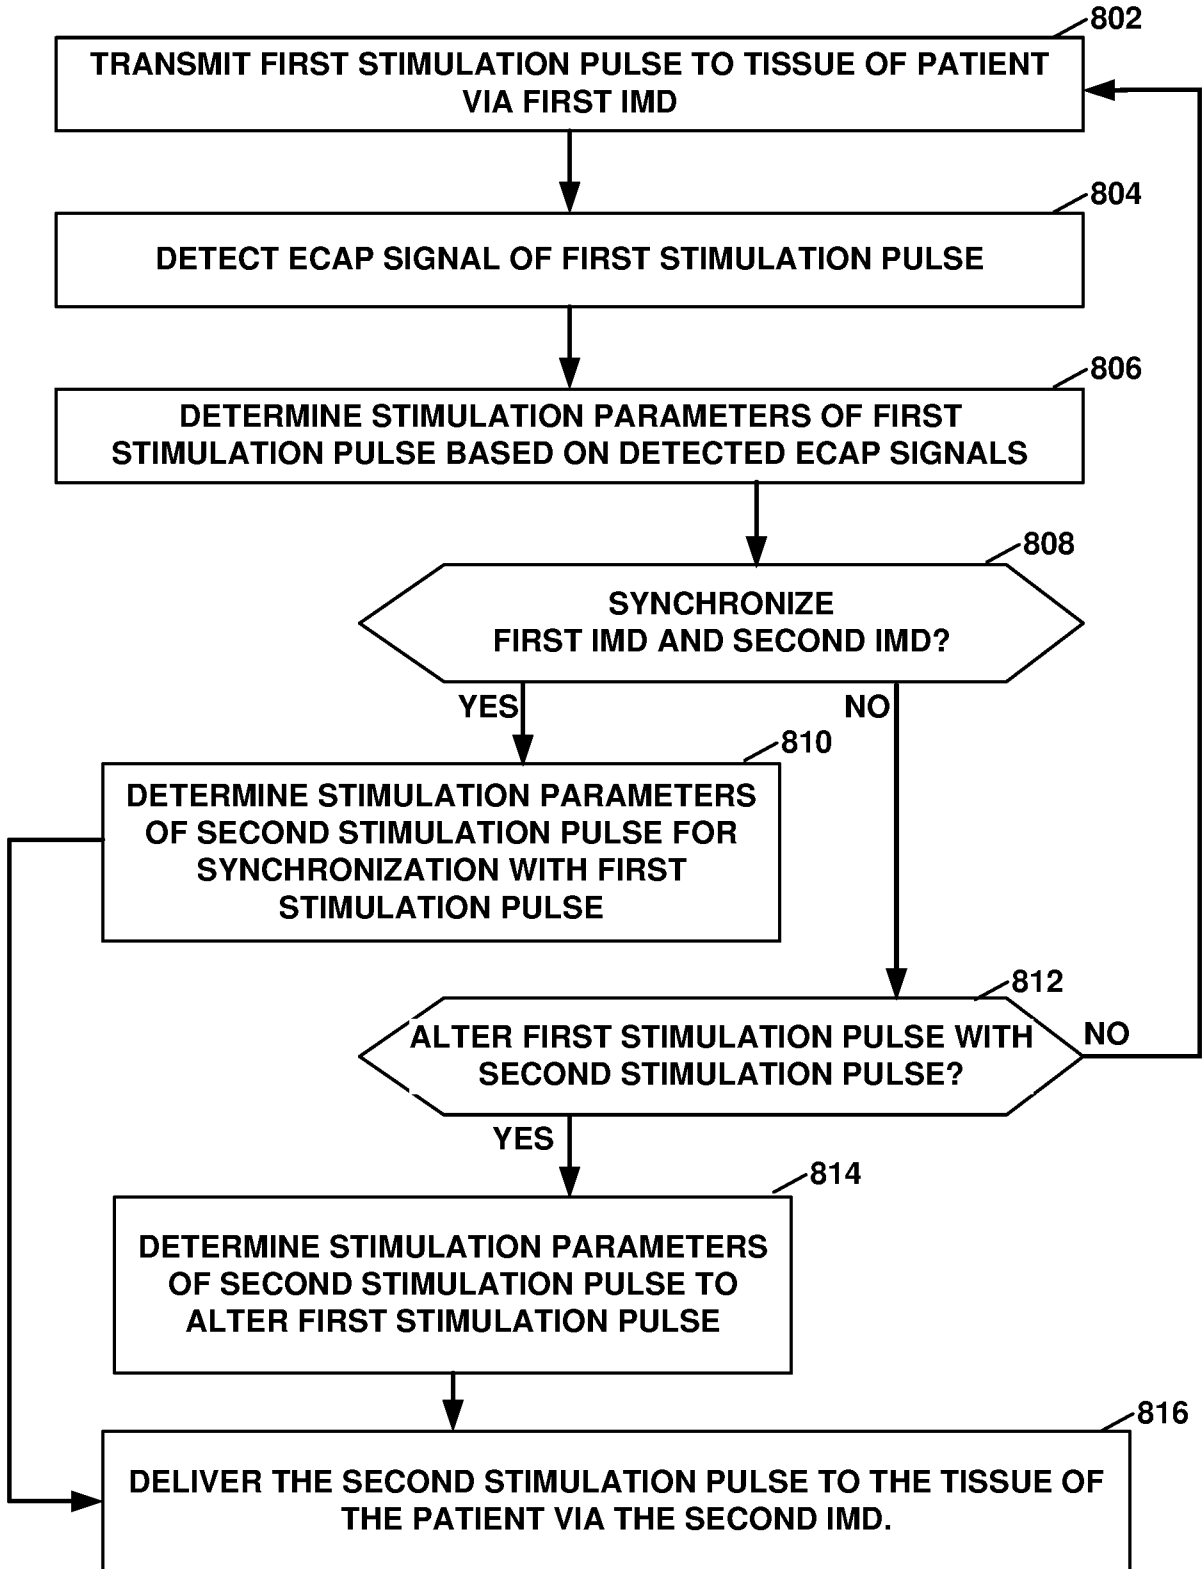 802
TRANSMIT FIRST STIMULATION PULSE TO TISSUE OF PATIENT
VIA FIRST IMD
804
DETECT ECAP SIGNAL OF FIRST STIMULATION PULSE
806
DETERMINE STIMULATION PARAMETERS OF FIRST
STIMULATION PULSE BASED ON DETECTED ECAP SIGNALS
808
SYNCHRONIZE
FIRST IMD AND SECOND IMD?
YES
NO
810
DETERMINE STIMULATION PARAMETERS
OF SECOND STIMULATION PULSE FOR
SYNCHRONIZATION WITH FIRST
STIMULATION PULSE
812
ALTER FIRST STIMULATION PULSE WITH
SECOND STIMULATION PULSE?
NO
YES
814
DETERMINE STIMULATION PARAMETERS
OF SECOND STIMULATION PULSE TO
ALTER FIRST STIMULATION PULSE
816
DELIVER THE SECOND STIMULATION PULSE TO THE TISSUE OF
THE PATIENT VIA THE SECOND IMD.